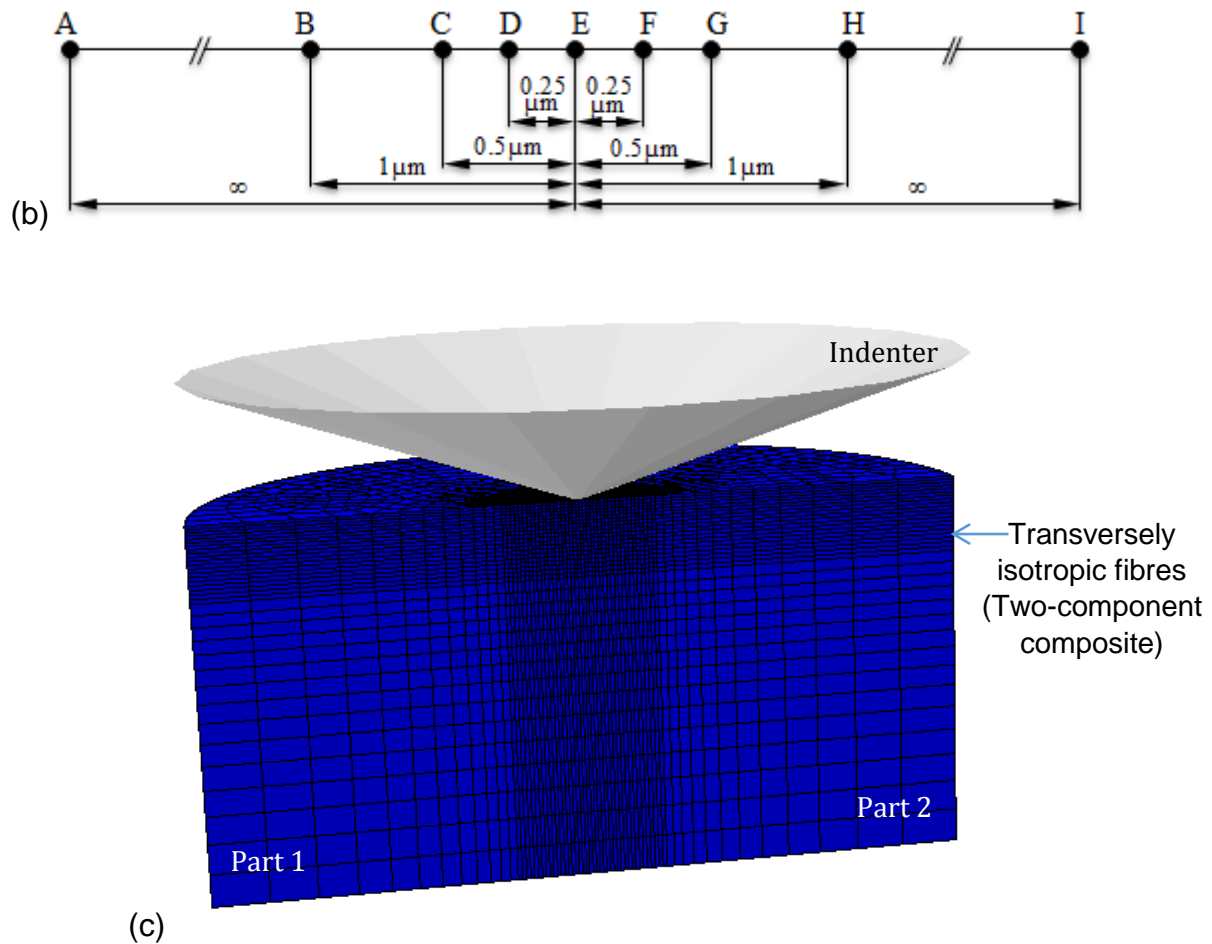 A B C D E F G H I
0.25 0.25
μm μm
0.5μm 0.5μm
1μm 1μm
∞ ∞
(b)
Indenter
Transversely
isotropic fibres
(Two-component
composite)
Part 2
Part 1
(c)